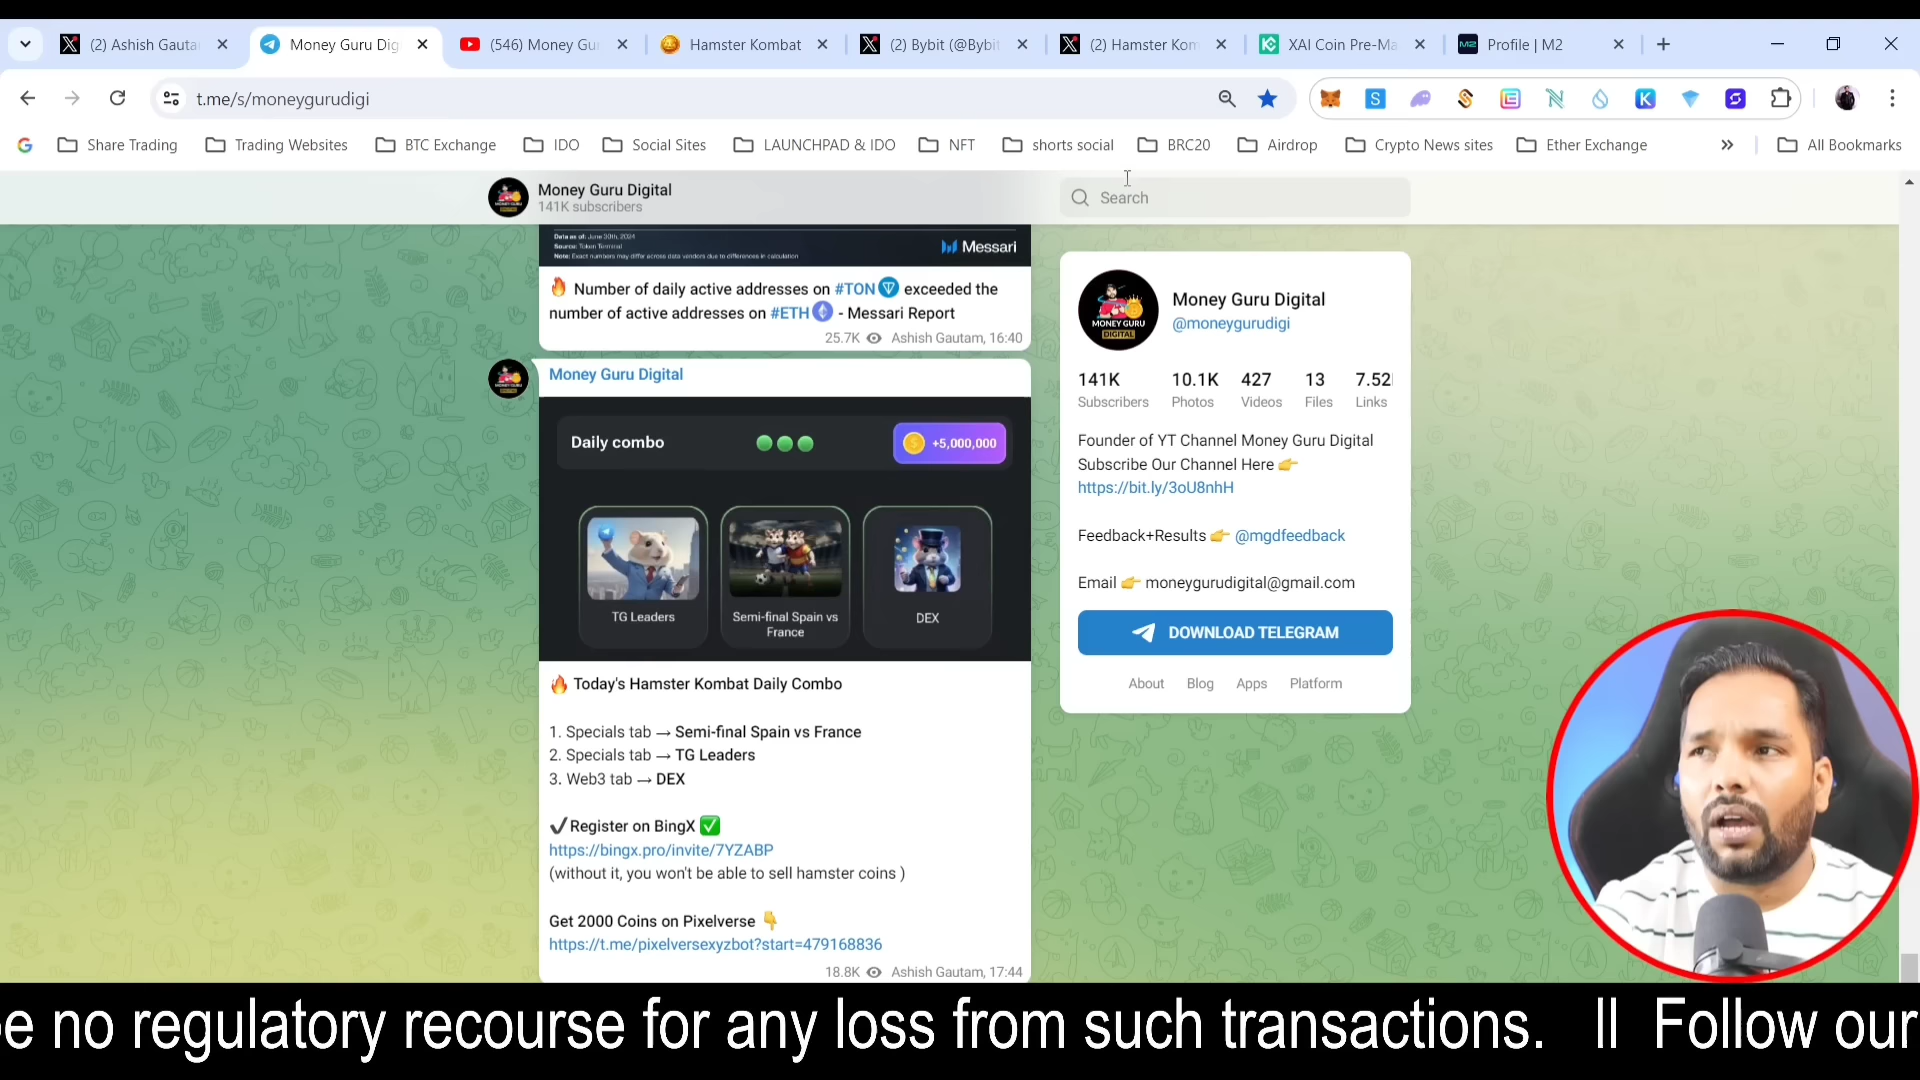 (2) Ashish Gauta
Money Guru Dig
(546) Money Gu
Hamster Kombat
(2) Bybit (@Bybit
(2) Hamster Kom
XAI Coin Pre-Ma
Profile | M2
t.me/s/moneygurudigi
Share Trading
Trading Websites
BTC Exchange
IDO
Social Sites
LAUNCHPAD & IDO
NFT
shorts social
BRC20
Airdrop
Crypto News sites
Ether Exchange
All Bookmarks
Money Guru Digital
141K subscribers
Search
Data as of: June 30th, 2024
Source: Token Terminal
Note: Exact numbers may differ across data vendors due to differences in calculation
Messari
Number of daily active addresses on #TON exceeded the
number of active addresses on #ETH - Messari Report
25.7K Ashish Gautam, 16:40
Money Guru Digital
Daily combo
+5,000,000
TG Leaders
Semi-final Spain vs
France
DEX
Today's Hamster Kombat Daily Combo
1. Specials tab → Semi-final Spain vs France
2. Specials tab → TG Leaders
3. Web3 tab → DEX
✔Register on BingX ✅
https://bingx.pro/invite/7YZABP
(without it, you won't be able to sell hamster coins )
Get 2000 Coins on Pixelverse 👇
https://t.me/pixelversexyzbot?start=479168836
18.8K Ashish Gautam, 17:44
MONEY GURU
DIGITAL
Money Guru Digital
@moneygurudigi
141K
Subscribers
10.1K
Photos
427
Videos
13
Files
7.52
Links
Founder of YT Channel Money Guru Digital
Subscribe Our Channel Here 👉
https://bit.ly/3oU8nhH
Feedback+Results 👉 @mgdfeedback
Email 👉 moneygurudigital@gmail.com
DOWNLOAD TELEGRAM
About
Blog
Apps
Platform
e no regulatory recourse for any loss from such transactions. || Follow our